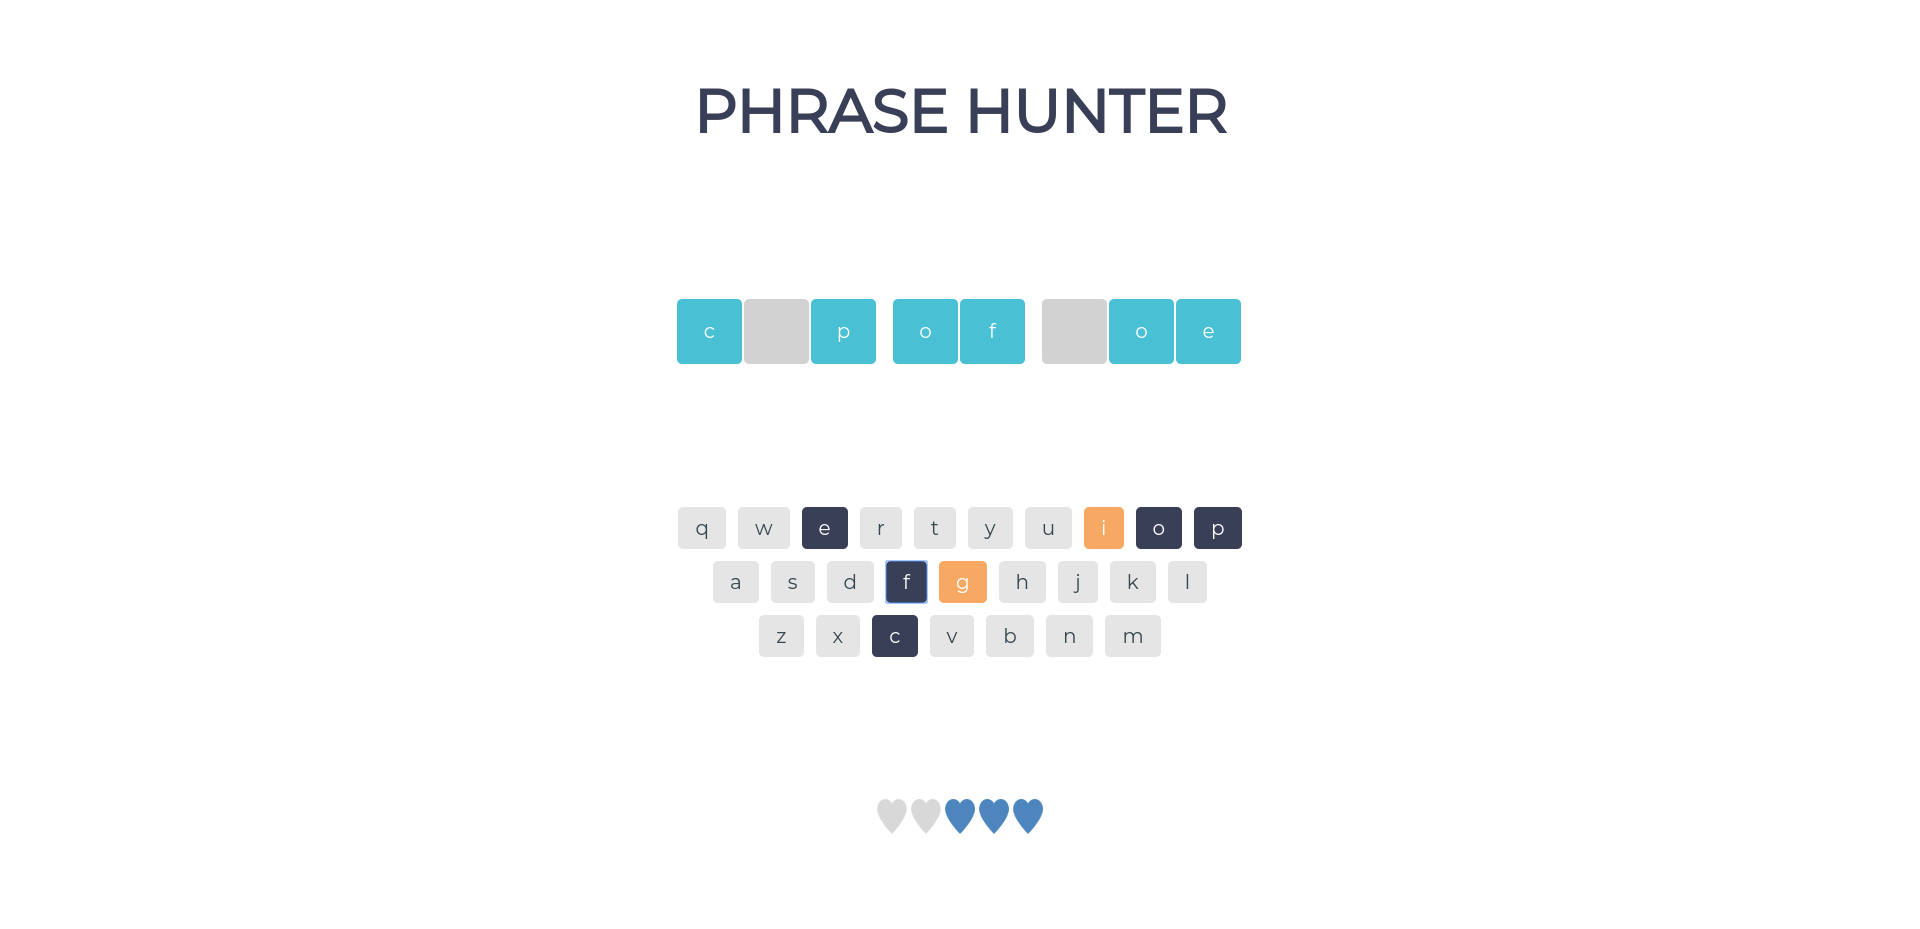 PHRASE HUNTER
c p o f o e
q w e r t y u i o p
a s d f g h j k l
z x c v b n m